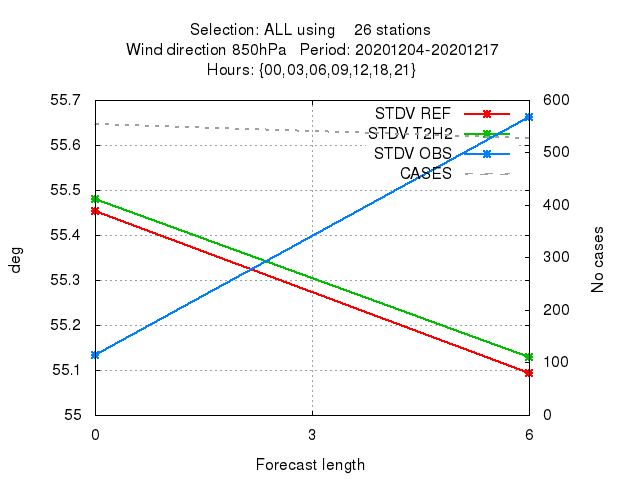 Selection: ALL using    26 stations
Wind direction 850hPa   Period: 20201204-20201217
Hours: {00,03,06,09,12,18,21}
55.7
55.6
55.5
55.4
55.3
55.2
55.1
55
deg
STDV REF
STDV T2H2
STDV OBS
CASES
600
500
400
300
200
100
0
No cases
0
3
6
Forecast length